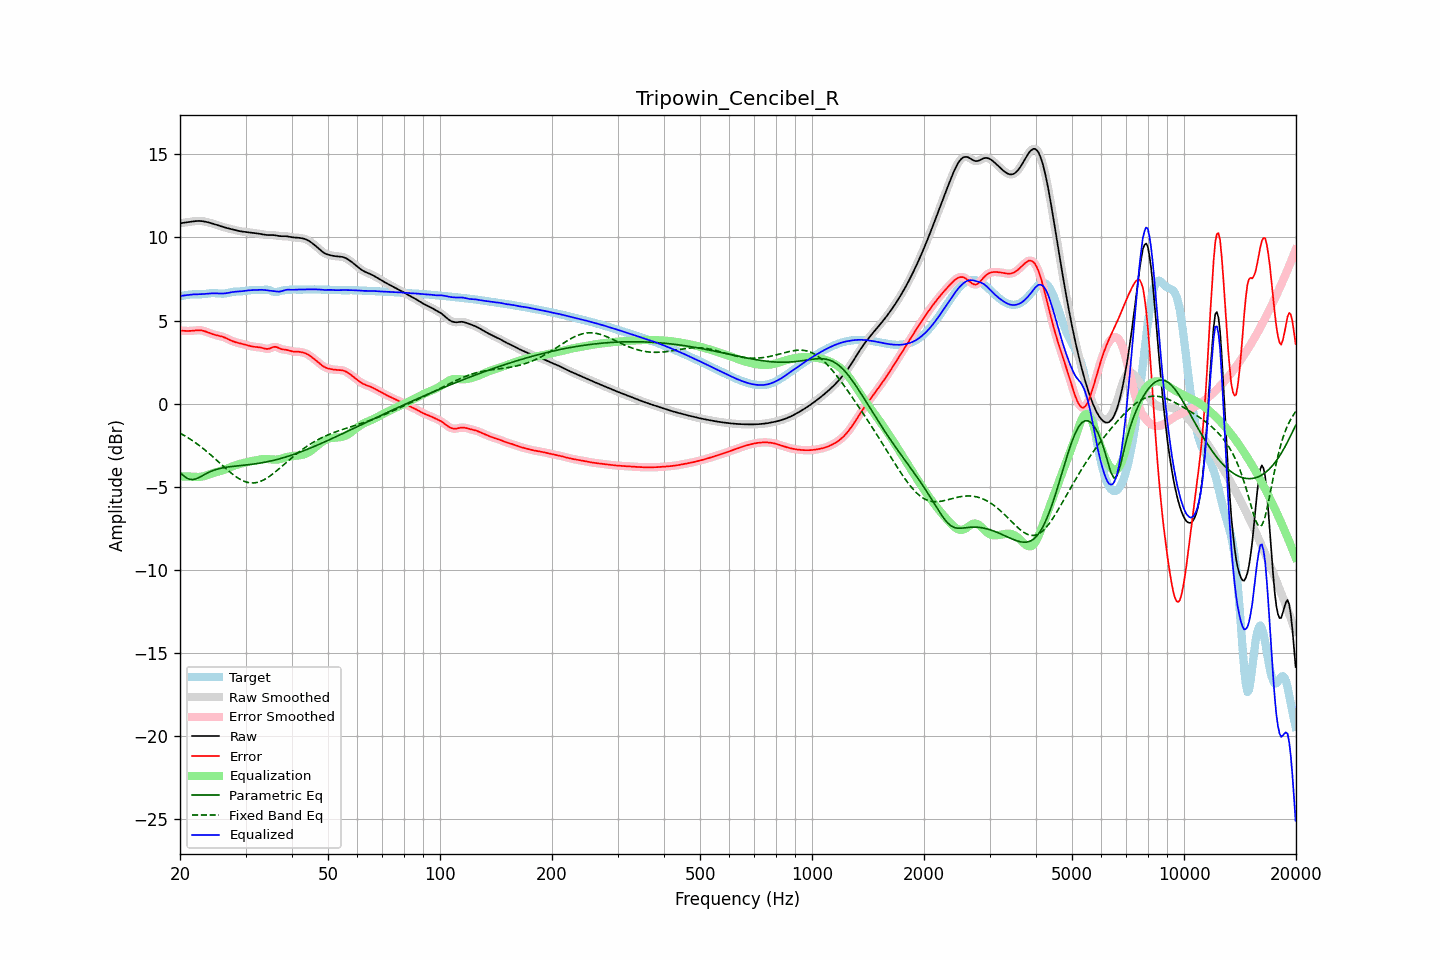 Tripowin_Cencibel_R
Amplitude (dBr)
15
10
5
0
−5
−10
−15
−20
−25
Target
Raw Smoothed
Error Smoothed
Raw
Error
Equalization
Parametric Eq
Fixed Band Eq
Equalized
20 50 100 200 500 1000 2000 5000 10000 20000
Frequency (Hz)